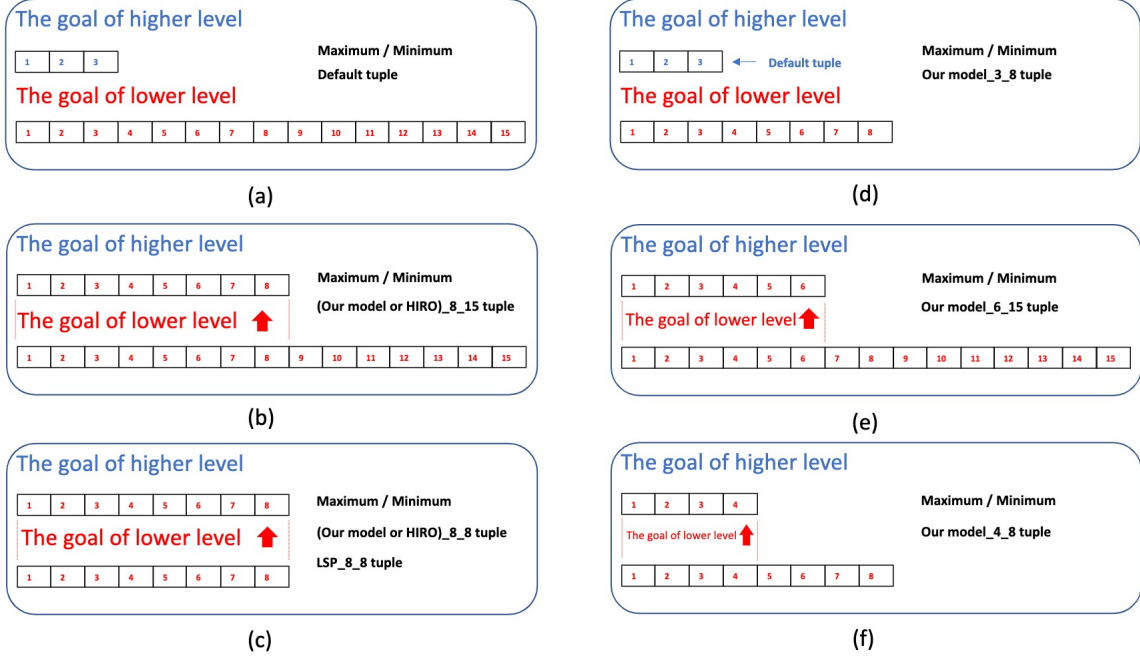 The goal of higher level
1 2 3
Maximum / Minimum
Default tuple
The goal of lower level
1 2 3 4 5 6 7 8 9 10 11 12 13 14 15
(a)
The goal of higher level
1 2 3 4 5 6 7 8
Maximum / Minimum
(Our model or HIRO)_8_15 tuple
The goal of lower level
1 2 3 4 5 6 7 8 9 10 11 12 13 14 15
(b)
The goal of higher level
1 2 3 4 5 6 7 8
Maximum / Minimum
(Our model or HIRO)_8_8 tuple
The goal of lower level
LSP_8_8 tuple
1 2 3 4 5 6 7 8
(c)
The goal of higher level
1 2 3
Default tuple
Maximum / Minimum
Our model_3_8 tuple
The goal of lower level
1 2 3 4 5 6 7 8
(d)
The goal of higher level
1 2 3 4 5 6
Maximum / Minimum
Our model_6_15 tuple
The goal of lower level
1 2 3 4 5 6 7 8 9 10 11 12 13 14 15
(e)
The goal of higher level
1 2 3 4
Maximum / Minimum
Our model_4_8 tuple
The goal of lower level
1 2 3 4 5 6 7 8
(f)